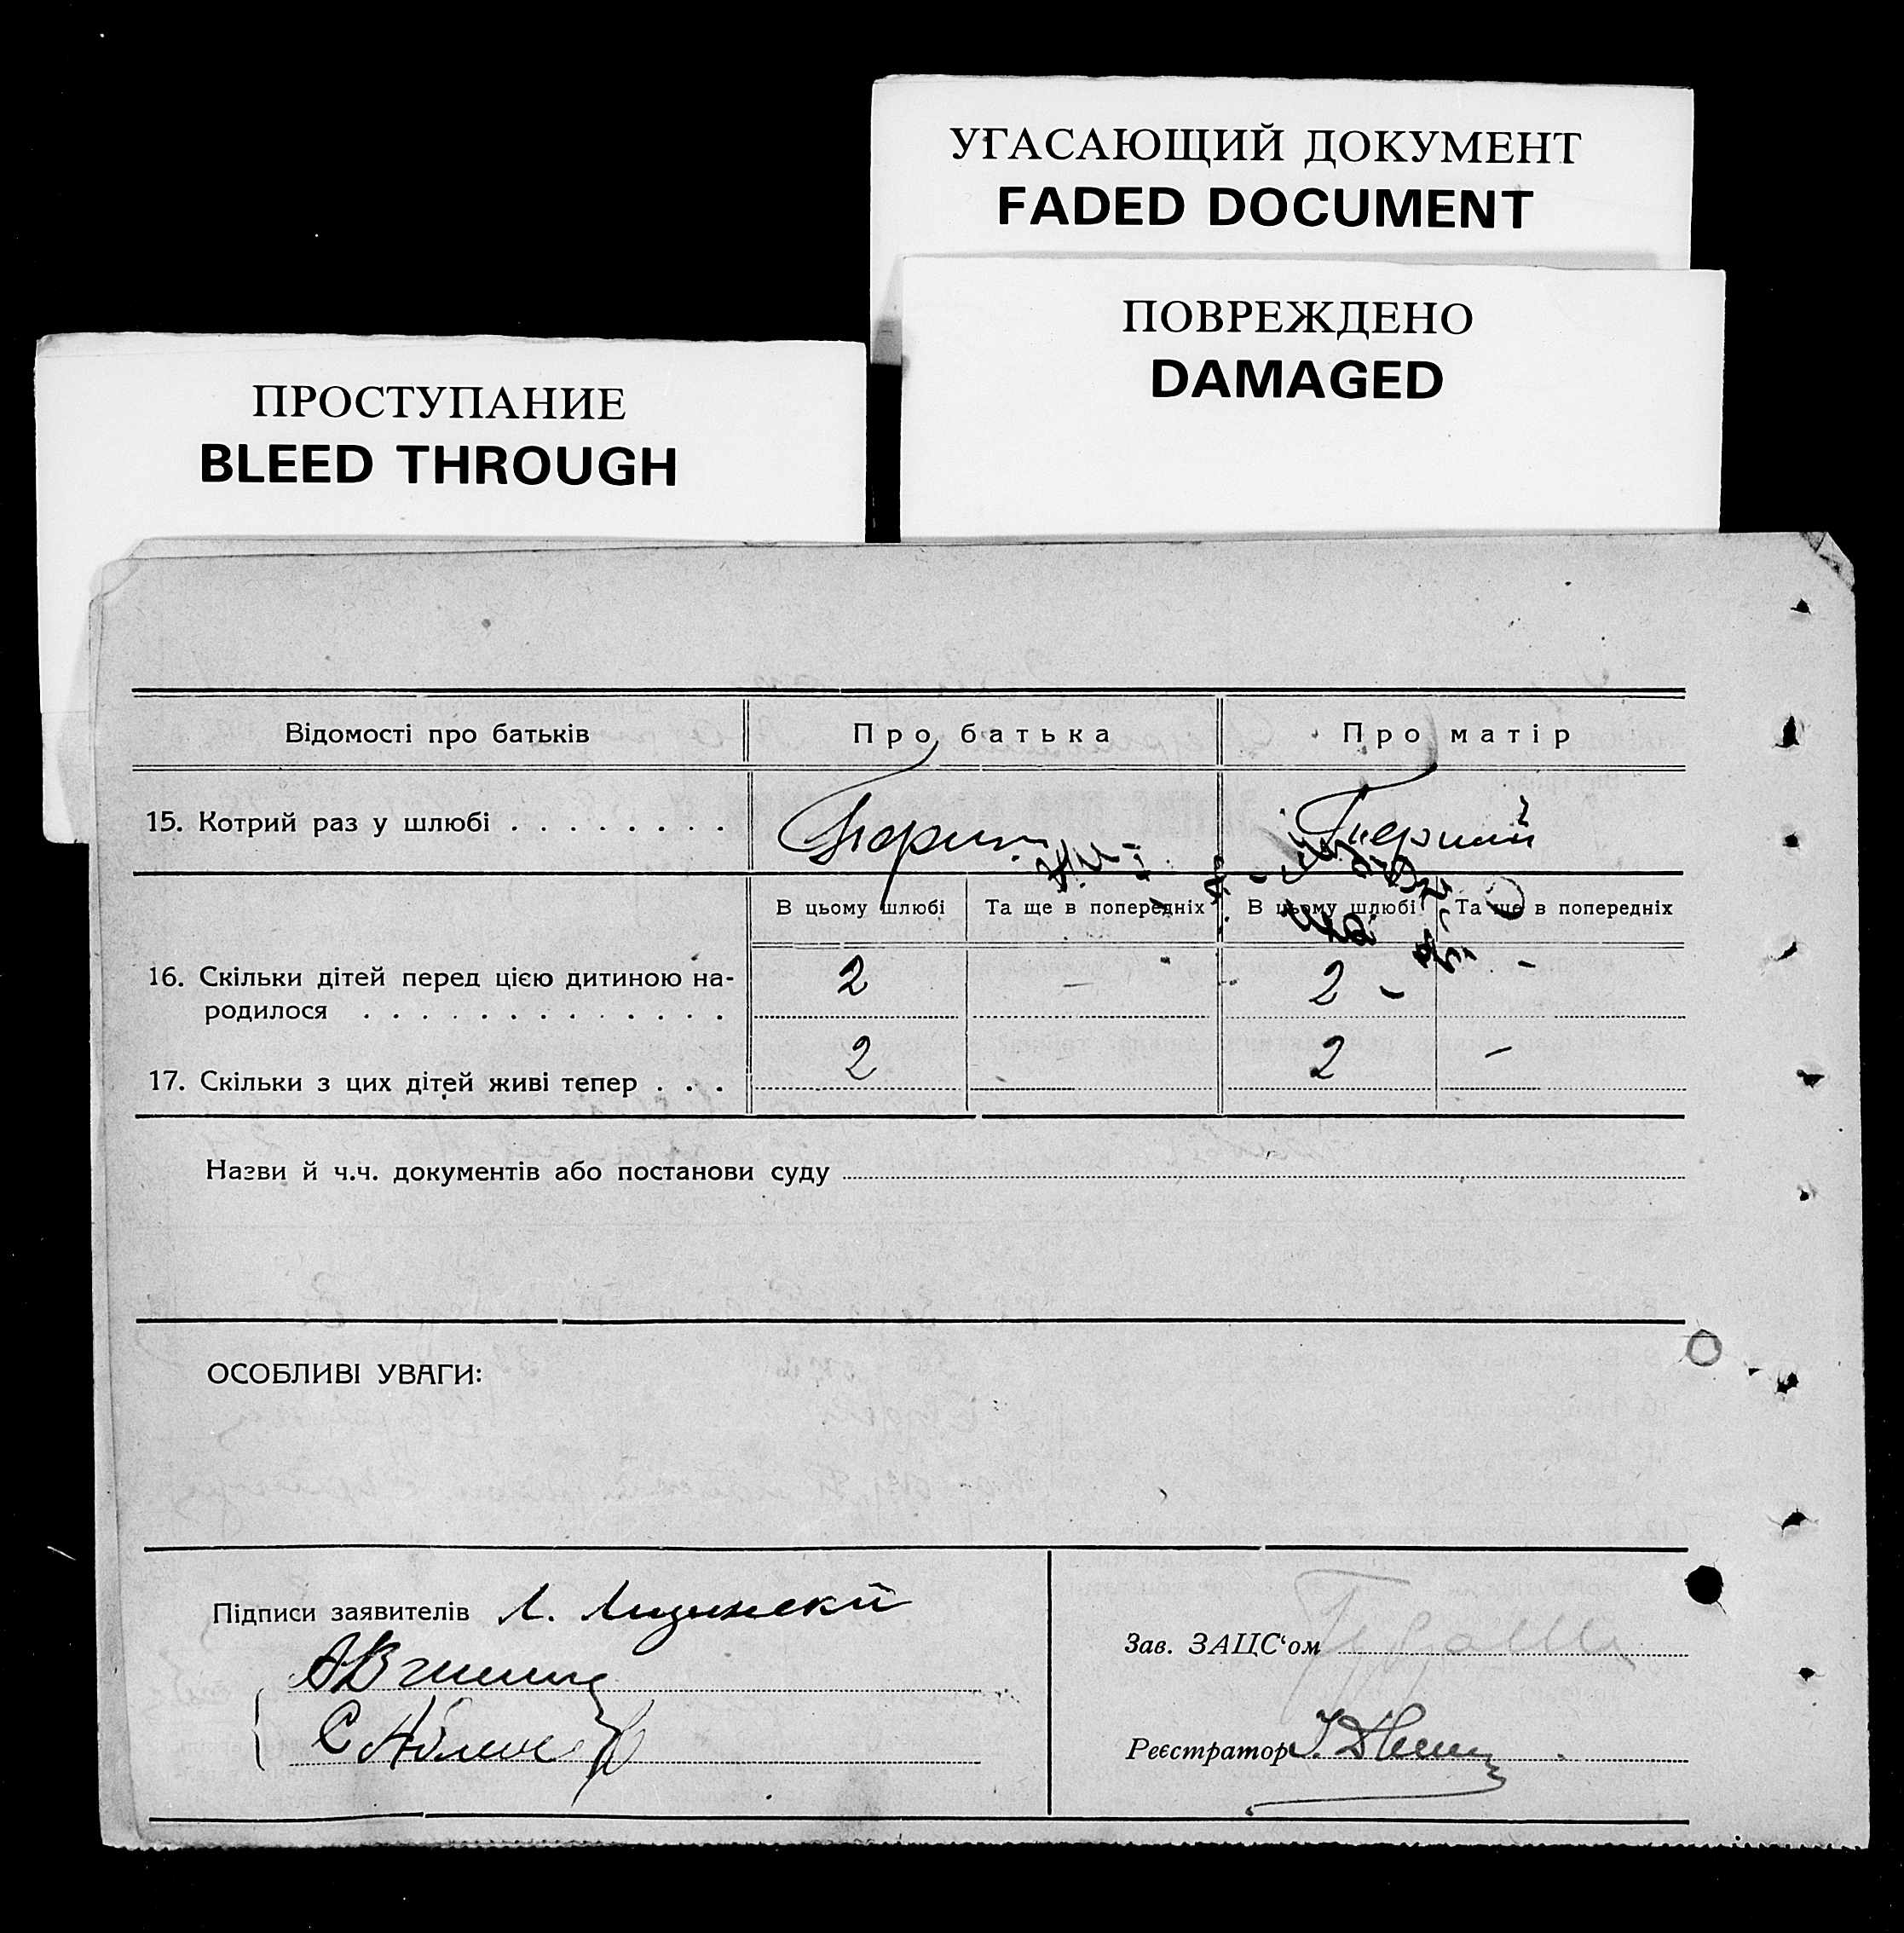 УГАСАЮЩИЙ ДОКУМЕНТ
FADED DOCUMENT
ПОВРЕЖДЕНО
DAMAGED
ПРОСТУПАНИЕ
BLEED THROUGH
Відомості про батьків Про батька Про матір
15. Котрий раз у шлюбі . . . . . . . . Перший
В цьому шлюбі Та ще в попередніх В цьому шлюбі Та ще в попередніх
16. Скільки дітей перед цією дитиною на- 2 – 2 – –
родилося . . . . . . . . . . . . .
17. Скільки з цих дітей живі тепер . . . 2 – 2 –
Назви й ч.ч. документів або постанови суду
ОСОБЛИВІ УВАГИ:
Підписи заявителів Л.
Зав. ЗАЦС‘ом
С
Реєстратор